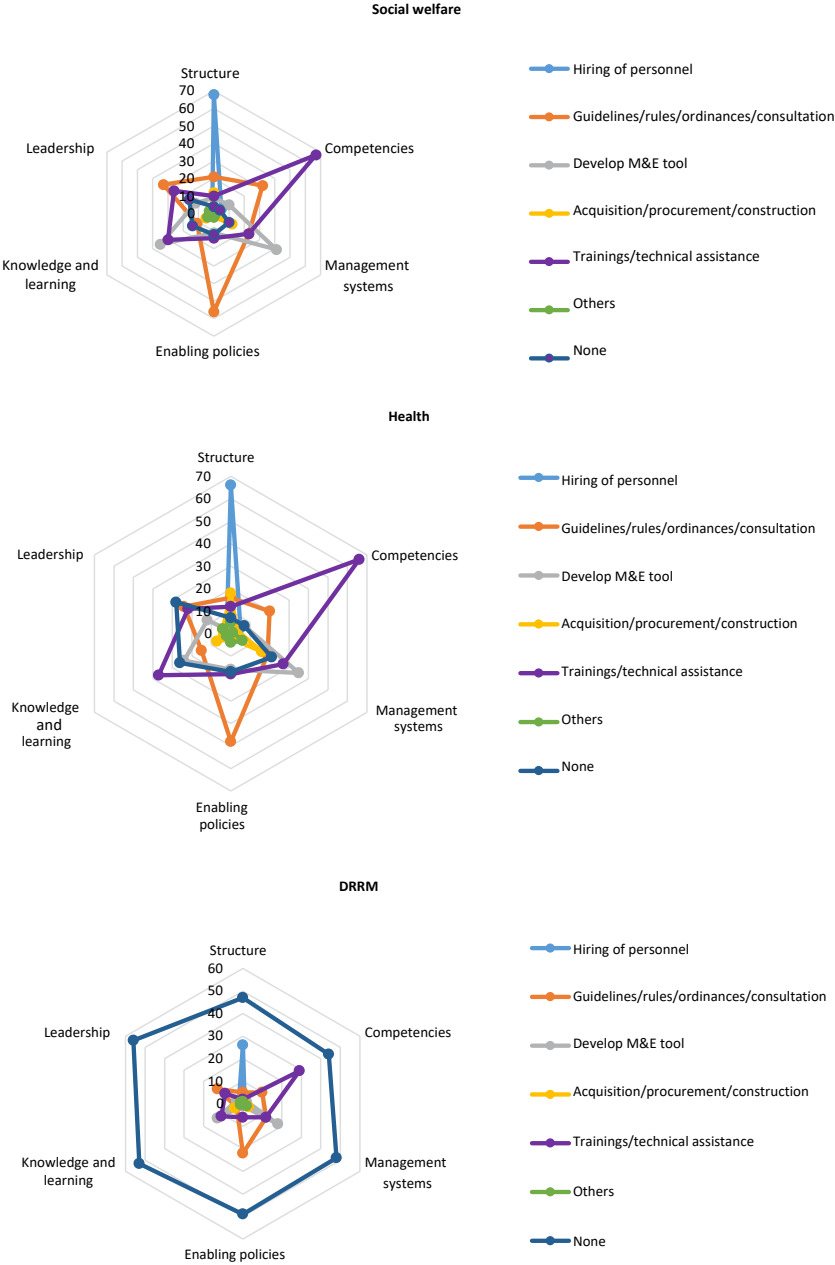 Social welfare
Structure
70
60
50
40
30
20
10
0
Leadership
Competencies
Knowledge and
learning
Management
systems
Enabling policies
Hiring of personnel
Guidelines/rules/ordinances/consultation
Develop M&E tool
Acquisition/procurement/construction
Trainings/technical assistance
Others
None
Health
Structure
70
60
50
40
30
20
10
0
Leadership
Competencies
Knowledge
and
learning
Management
systems
Enabling
policies
Hiring of personnel
Guidelines/rules/ordinances/consultation
Develop M&E tool
Acquisition/procurement/construction
Trainings/technical assistance
Others
None
DRRM
Structure
60
50
40
30
20
10
0
Leadership
Competencies
Knowledge and
learning
Management
systems
Enabling policies
Hiring of personnel
Guidelines/rules/ordinances/consultation
Develop M&E tool
Acquisition/procurement/construction
Trainings/technical assistance
Others
None